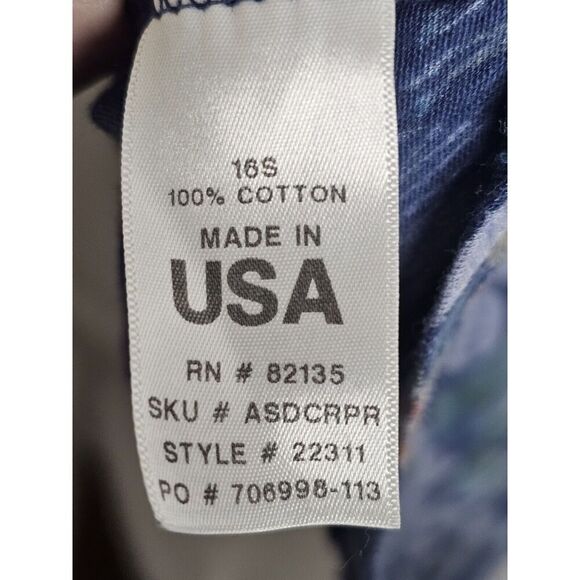 16S
100% COTTON
MADE IN
USA
RN # 82135
SKU # ASDCRPR
STYLE # 22311
PO # 706998-113